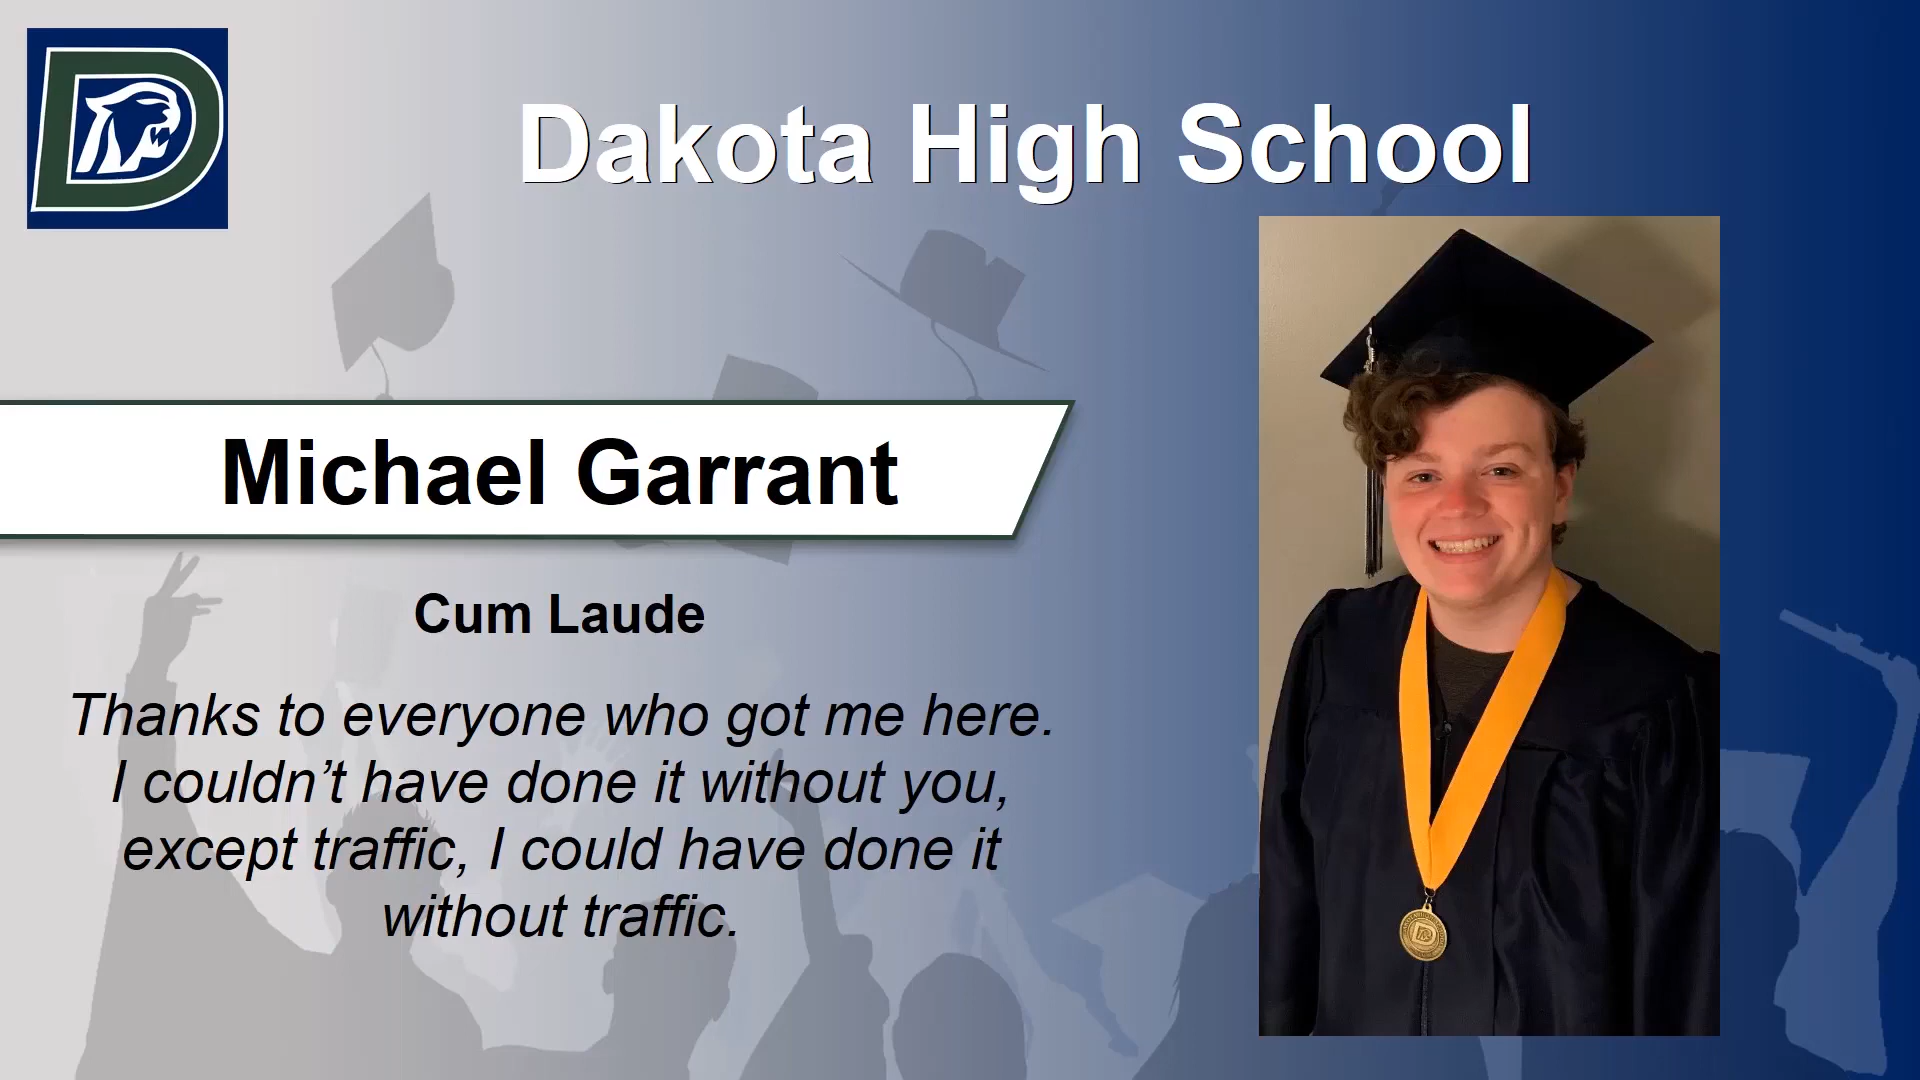 Dakota High School
Michael Garrant
Cum Laude
Thanks to everyone who got me here.
I couldn’t have done it without you,
except traffic, I could have done it
without traffic.